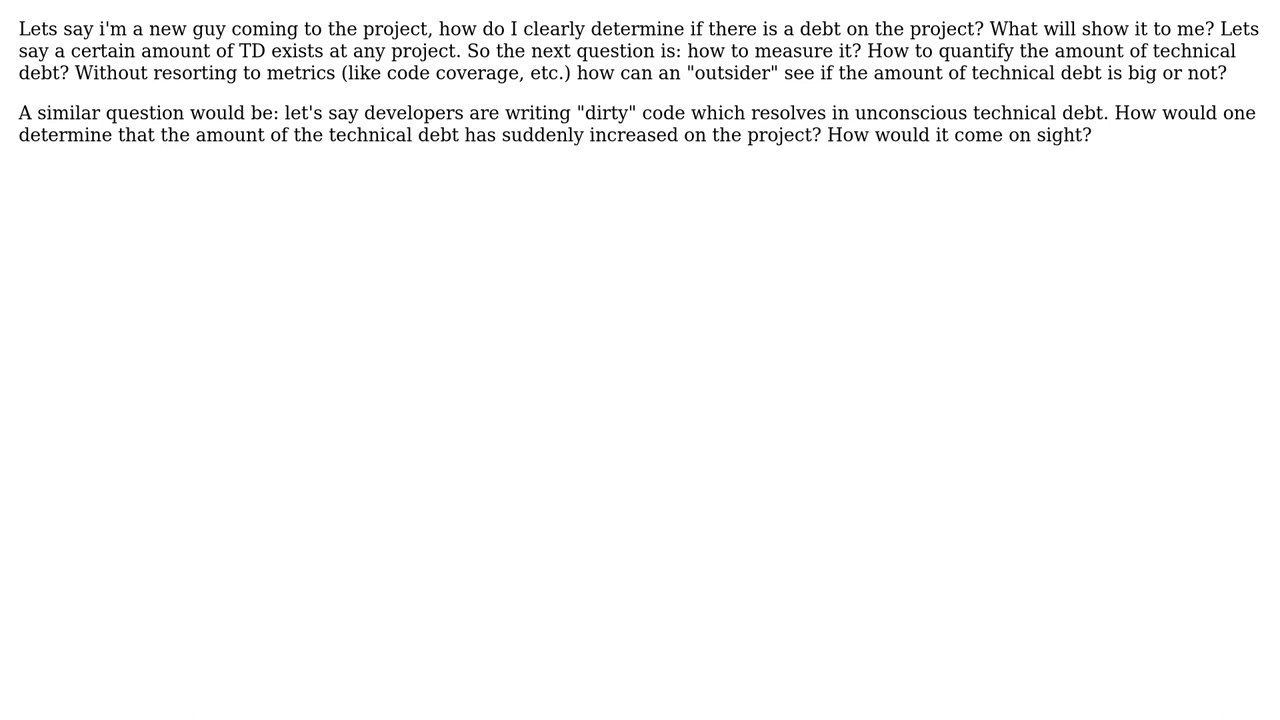 Lets say i'm a new guy coming to the project, how do I clearly determine if there is a debt on the project? What will show it to me? Lets
say a certain amount of TD exists at any project. So the next question is: how to measure it? How to quantify the amount of technical
debt? Without resorting to metrics (like code coverage, etc.) how can an "outsider" see if the amount of technical debt is big or not?
A similar question would be: let's say developers are writing "dirty" code which resolves in unconscious technical debt. How would one
determine that the amount of the technical debt has suddenly increased on the project? How would it come on sight?